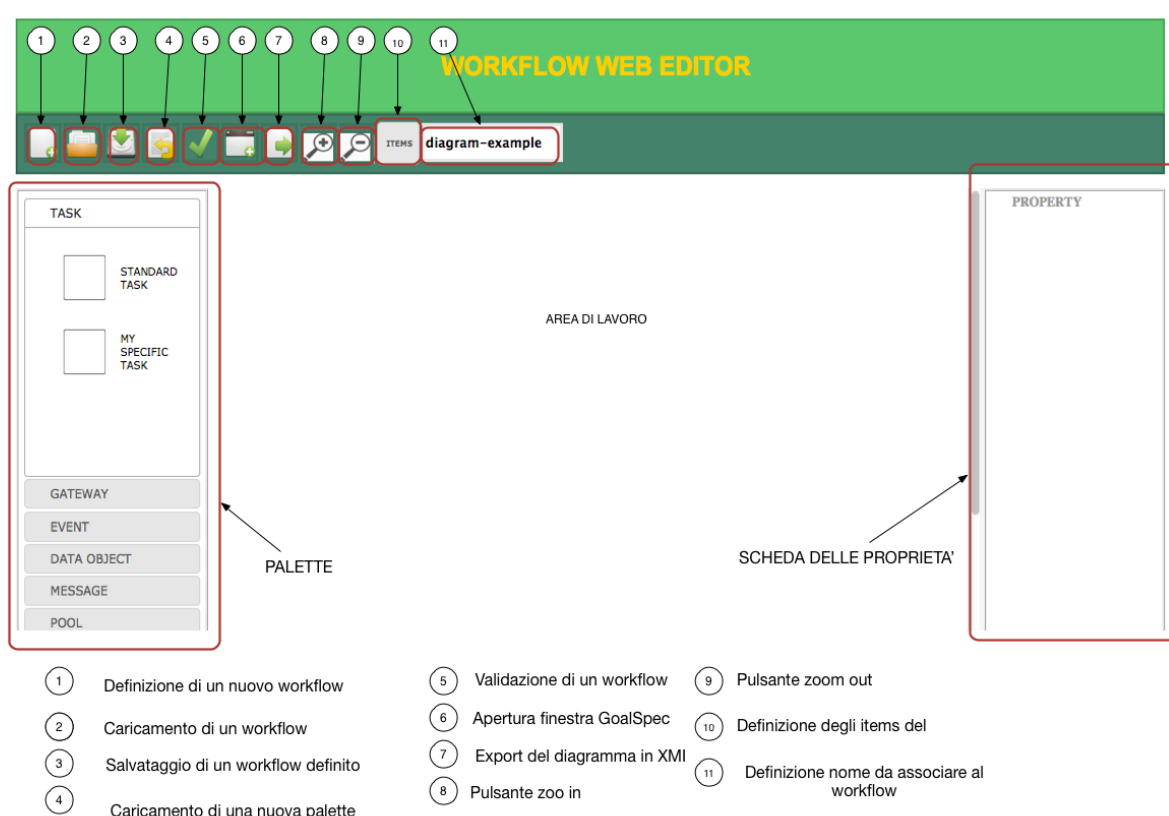 1 2 3 4 5 6 7 8 9 10 11
WORKFLOW WEB EDITOR
ITEMS
diagram-example
TASK
STANDARD
TASK
MY
SPECIFIC
TASK
GATEWAY
EVENT
DATA OBJECT
MESSAGE
POOL
PALETTE
AREA DI LAVORO
SCHEDA DELLE PROPRIETA'
PROPERTY
1 Definizione di un nuovo workflow
2 Caricamento di un workflow
3 Salvataggio di un workflow definito
4 Caricamento di una nuova palette
5 Validazione di un workflow
6 Apertura finestra GoalSpec
7 Export del diagramma in XMI
8 Pulsante zoo in
9 Pulsante zoom out
10 Definizione degli items del
11 Definizione nome da associare al
workflow